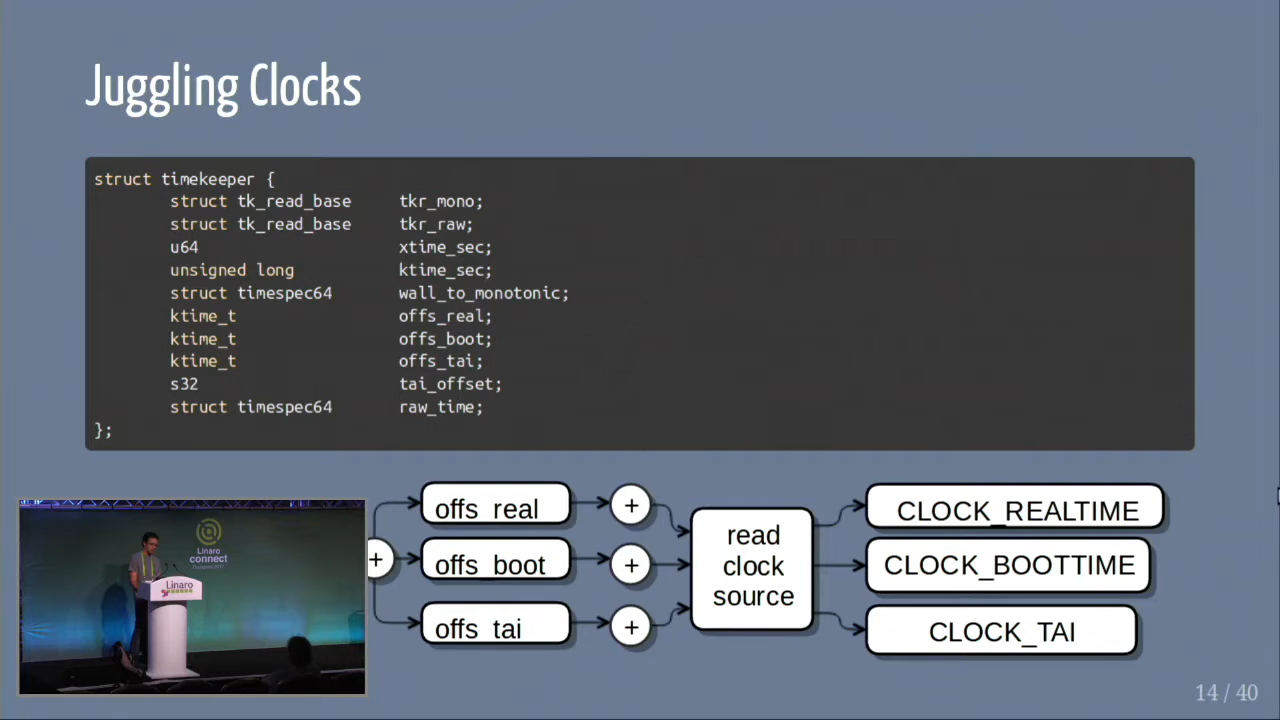 Juggling Clocks
struct timekeeper {
struct tk_read_base tkr_mono;
struct tk_read_base tkr_raw;
u64 xtime_sec;
unsigned long ktime_sec;
struct timespec64 wall_to_monotonic;
ktime_t offs_real;
ktime_t offs_boot;
ktime_t offs_tai;
s32 tai_offset;
struct timespec64 raw_time;
};
+ offs_real +
offs_boot +
offs_tai +
read
clock
source
CLOCK_REALTIME
CLOCK_BOOTTIME
CLOCK_TAI
Linaro
connect
Linaro
14 / 40